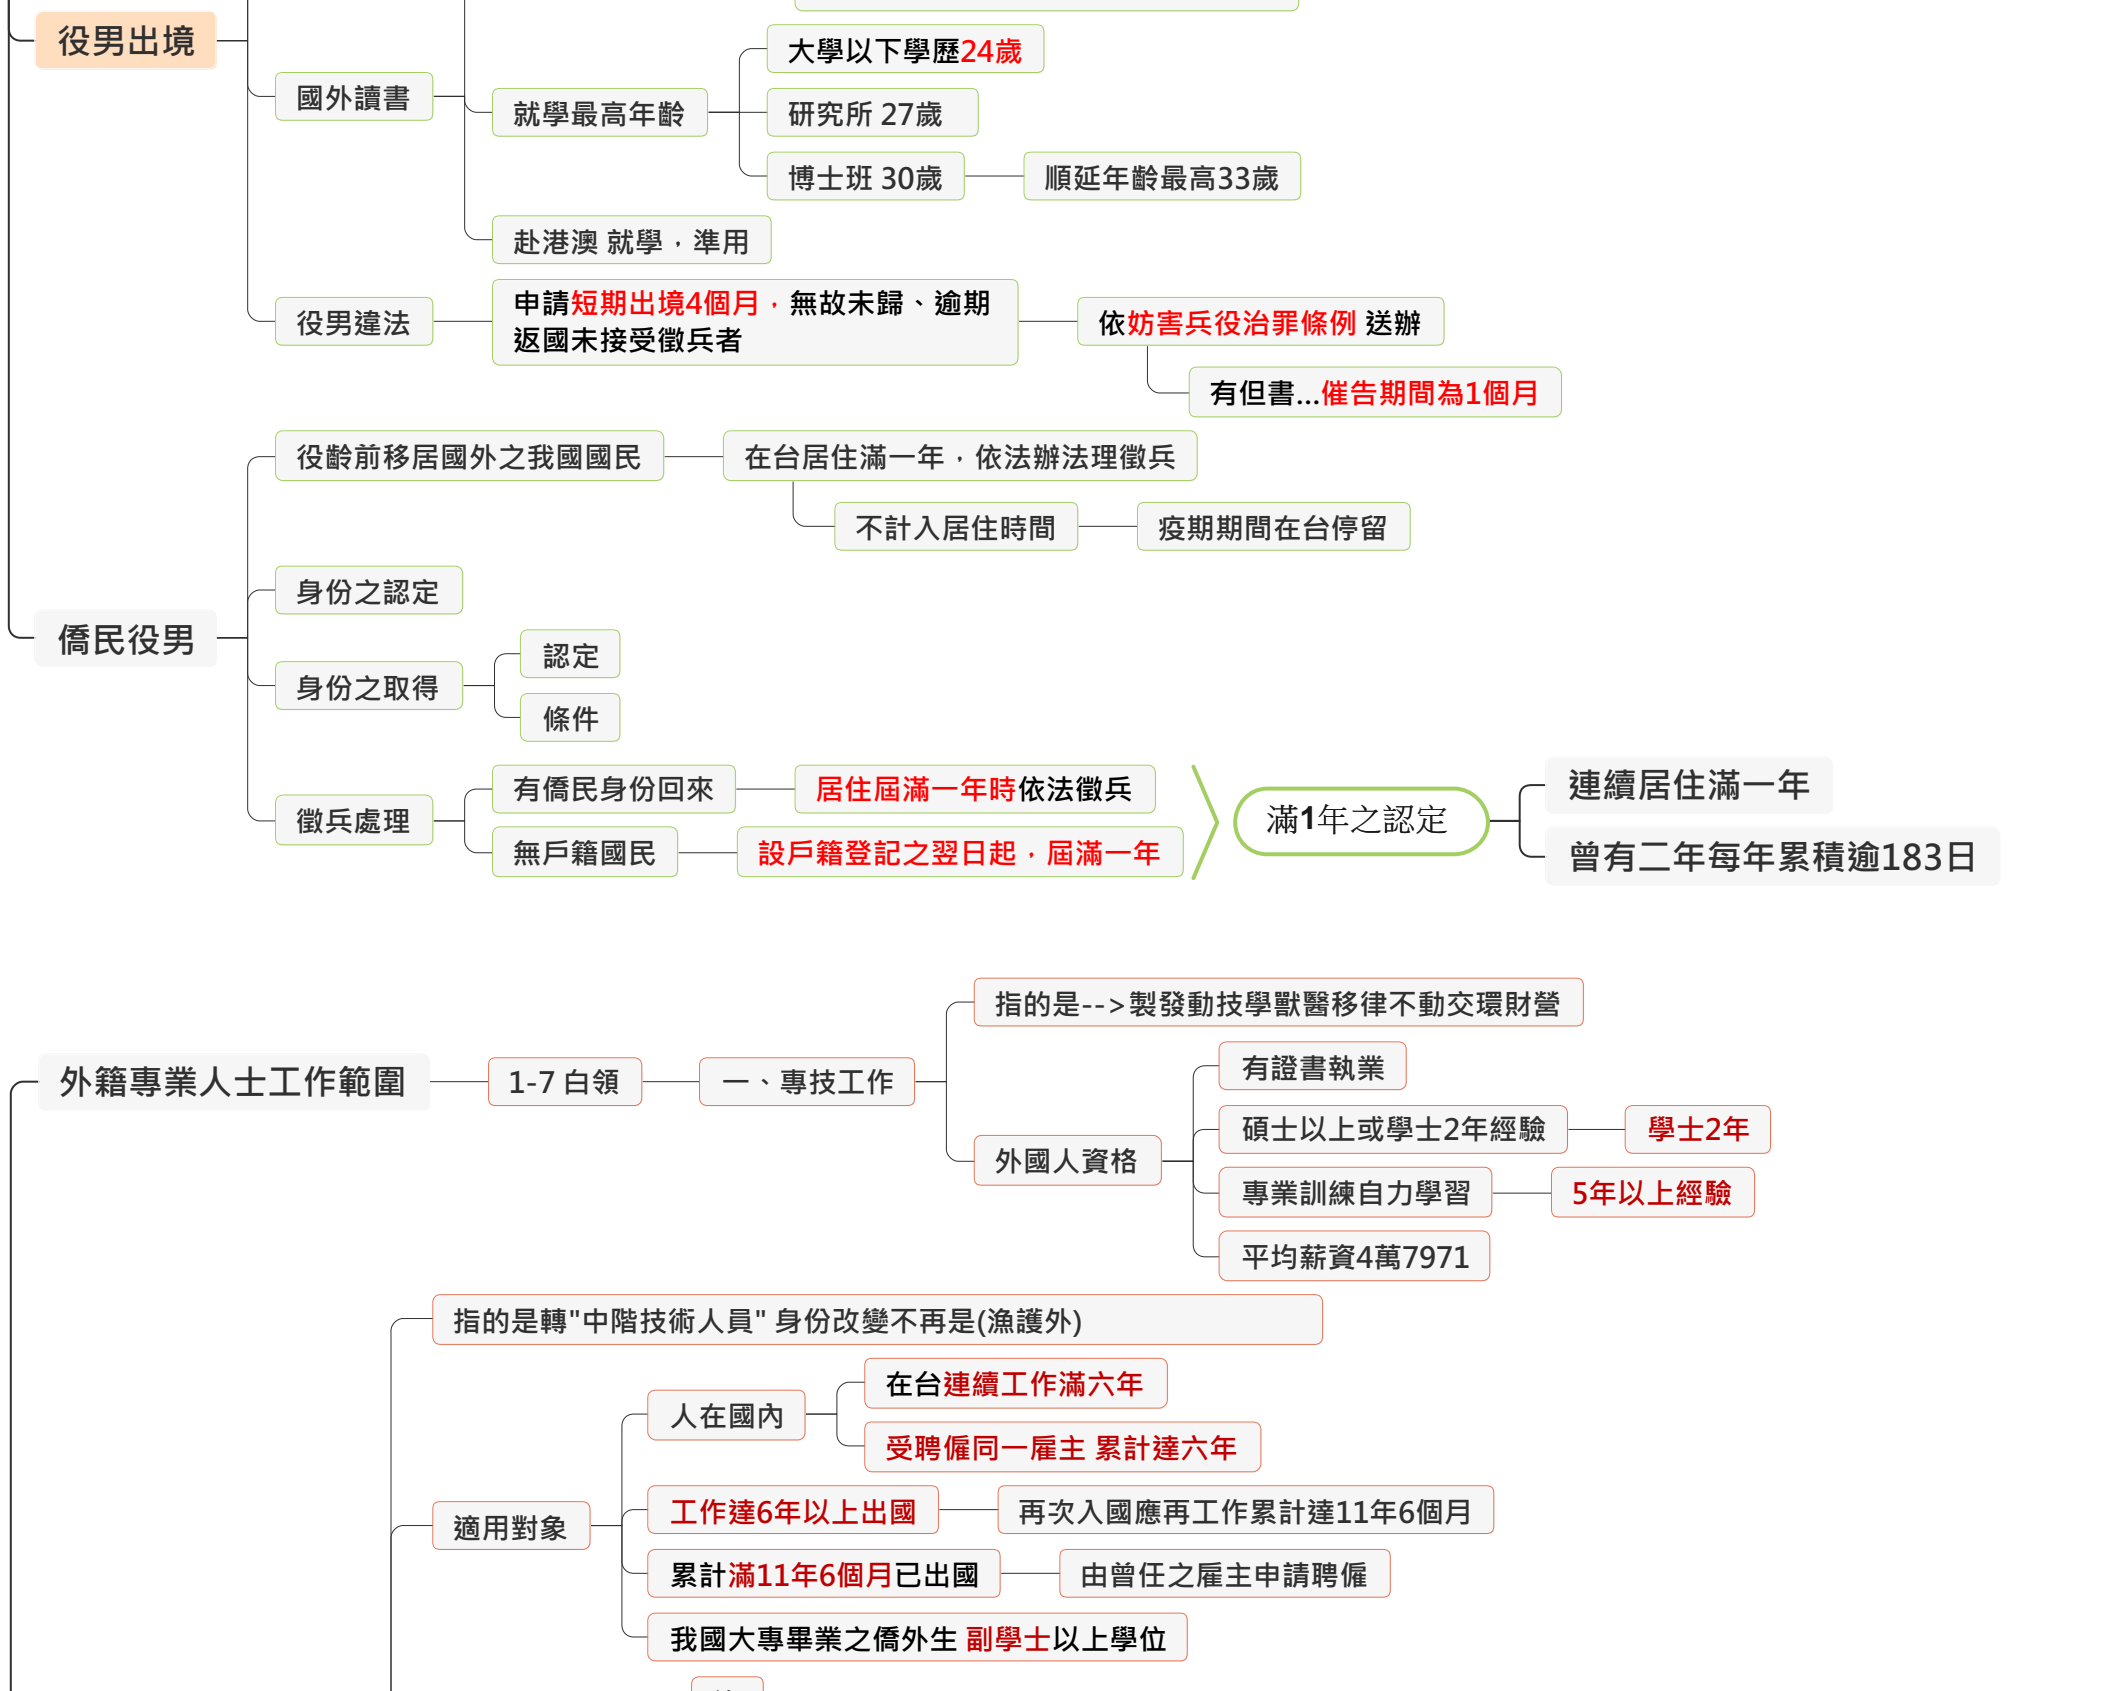 役男出境
國外讀書
就學最高年齡
大學以下學歷24歲
研究所 27歲
博士班 30歲
順延年齡最高33歲
赴港澳 就學，準用
役男違法
申請短期出境4個月，無故未歸、逾期
返國未接受徵兵者
依妨害兵役治罪條例 送辦
有但書...催告期間為1個月
僑民役男
役齡前移居國外之我國國民
在台居住滿一年，依法辦法理徵兵
不計入居住時間
疫期期間在台停留
身份之認定
身份之取得
認定
條件
徵兵處理
有僑民身份回來
居住屆滿一年時依法徵兵
無戶籍國民
設戶籍登記之翌日起，屆滿一年
滿1年之認定
連續居住滿一年
曾有二年每年累積逾183日
外籍專業人士工作範圍
1-7 白領
一、專技工作
指的是-->製發動技學獸醫移律不動交環財營
外國人資格
有證書執業
碩士以上或學士2年經驗
學士2年
專業訓練自力學習
5年以上經驗
平均薪資4萬7971
指的是轉"中階技術人員" 身份改變不再是(漁護外)
適用對象
人在國內
在台連續工作滿六年
受聘僱同一雇主 累計達六年
工作達6年以上出國
再次入國應再工作累計達11年6個月
累計滿11年6個月已出國
由曾任之雇主申請聘僱
我國大專畢業之僑外生 副學士以上學位